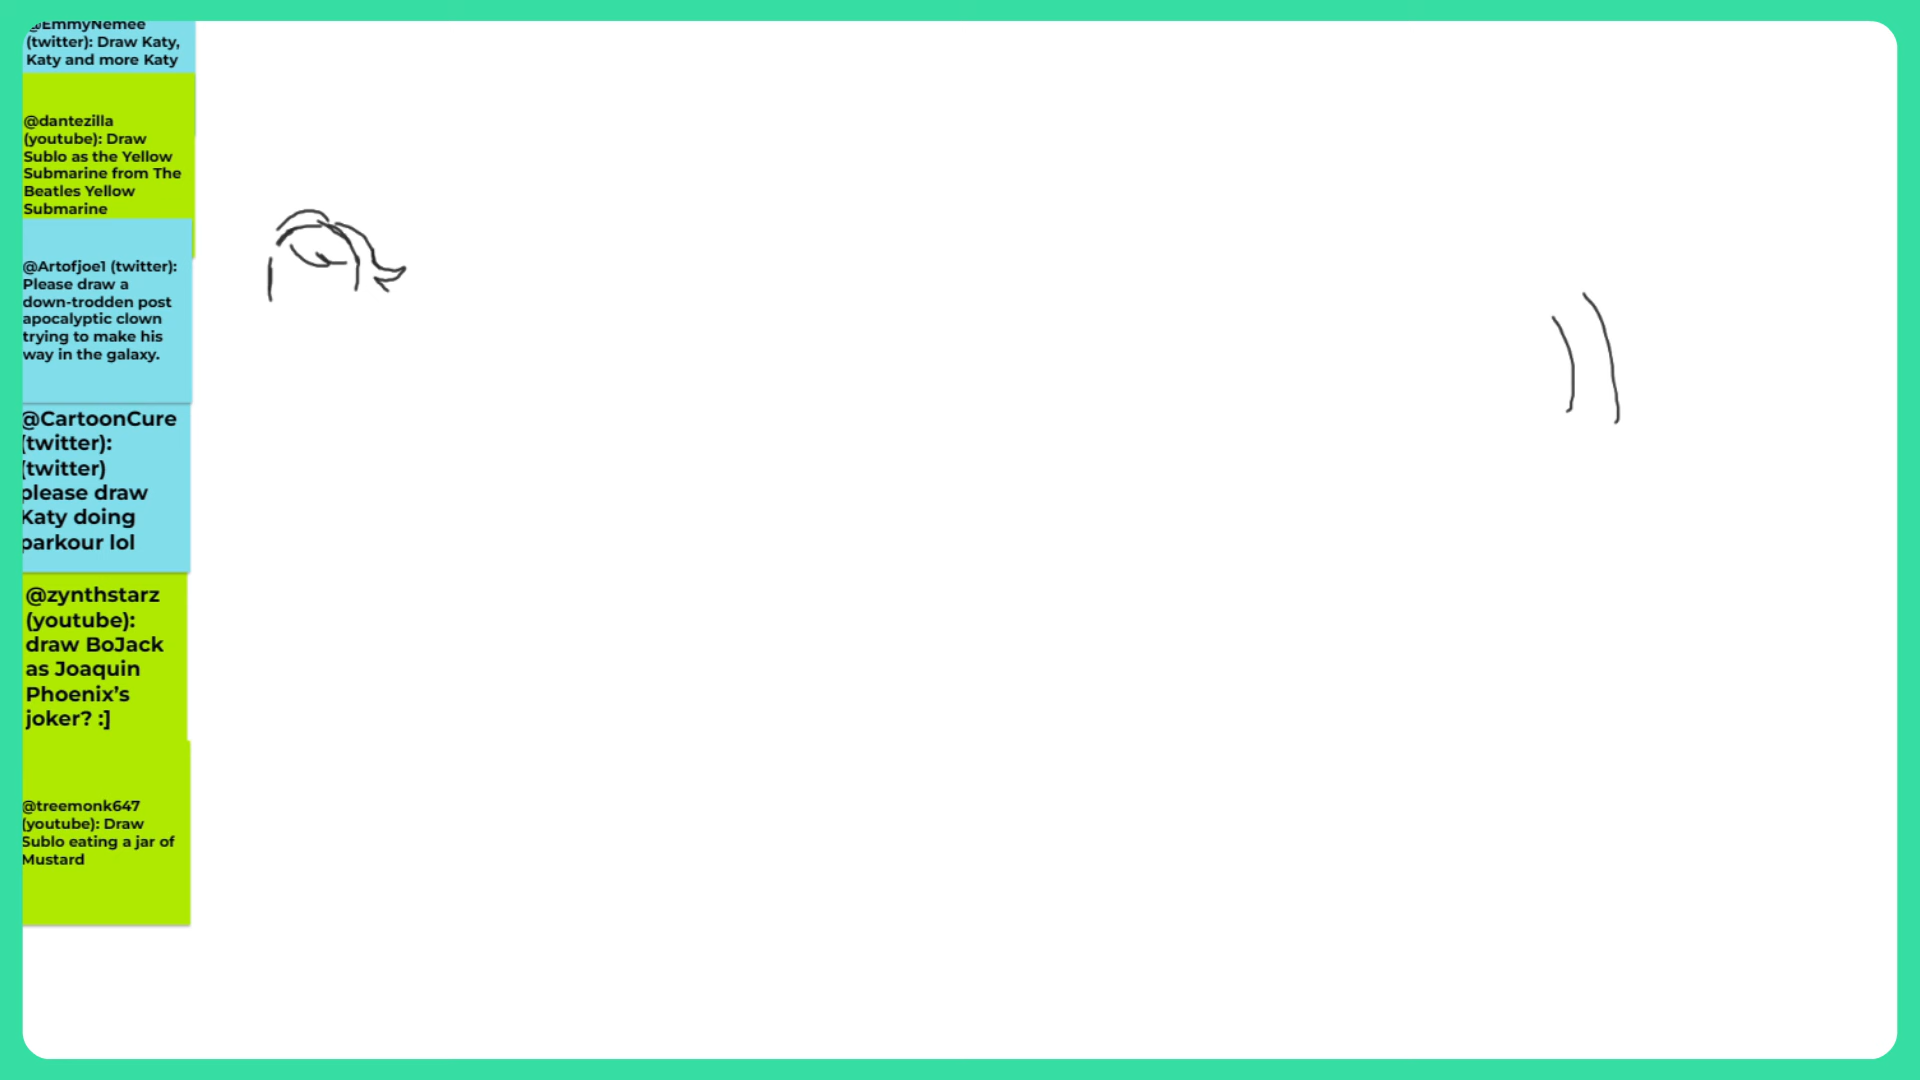 @EmmyNemee
(twitter): Draw Katy,
Katy and more Katy
@dantezilla
(youtube): Draw
Sublo as the Yellow
Submarine from The
Beatles Yellow
Submarine
@Artofjoe1 (twitter):
Please draw a
down-trodden post
apocalyptic clown
trying to make his
way in the galaxy.
@CartoonCure
(twitter):
(twitter)
please draw
Katy doing
parkour lol
@zynthstarz
(youtube):
draw BoJack
as Joaquin
Phoenix’s
joker? :]
@treemonk647
(youtube): Draw
Sublo eating a jar of
Mustard